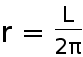 r = L/2π